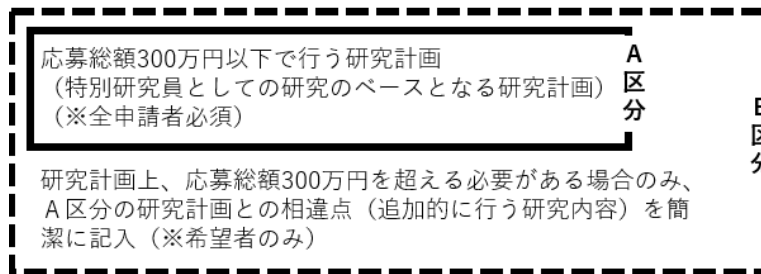 応募総額300万円以下で行う研究計画
（特別研究員としての研究のベースとなる研究計画）
（※全申請者必須）
A区分
研究計画上、応募総額300万円を超える必要がある場合のみ、
A区分の研究計画との相違点（追加的に行う研究内容）を簡
潔に記入（※希望者のみ）